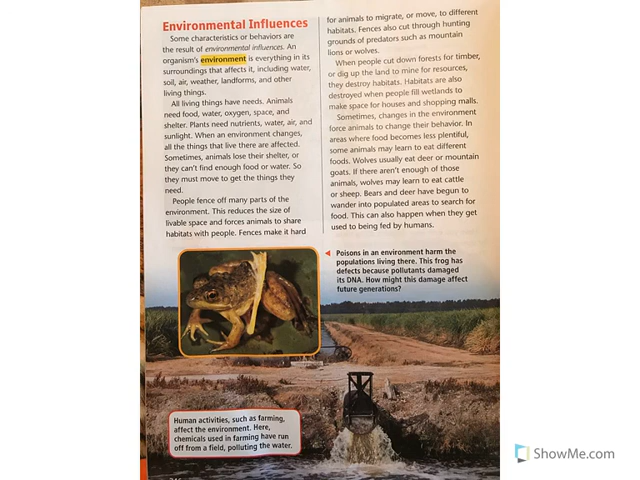 Environmental Influences
Some characteristics or behaviors are
the result of environmental influences. An
organism's environment is everything in its
surroundings that affects it, including water,
soil, air, weather, landforms, and other
living things.
All living things have needs. Animals
need food, water, oxygen, space, and
shelter. Plants need nutrients, water, air, and
sunlight. When an environment changes,
all the things that live there are affected.
Sometimes, animals lose their shelter, or
they can't find enough food or water. So
they must move to get the things they
need.
People fence off many parts of the
environment. This reduces the size of
livable space and forces animals to share
habitats with people. Fences make it hard
for animals to migrate, or move, to different
habitats. Fences also cut through hunting
grounds of predators such as mountain
lions or wolves.
When people cut down forests for timber,
or dig up the land to mine for resources,
they destroy habitats. Habitats are also
destroyed when people fill wetlands to
make space for houses and shopping malls.
Sometimes, changes in the environment
force animals to change their behavior. In
areas where food becomes less plentiful,
some animals may learn to eat different
foods. Wolves usually eat deer or mountain
goats. If there aren't enough of those
animals, wolves may learn to eat cattle
or sheep. Bears and deer have begun to
wander into populated areas to search for
food. This can also happen when they get
used to being fed by humans.
Poisons in an environment harm the
populations living there. This frog has
defects because pollutants damaged
its DNA. How might this damage affect
future generations?
Human activities, such as farming,
affect the environment. Here,
chemicals used in farming have run
off from a field, polluting the water.
ShowMe.com